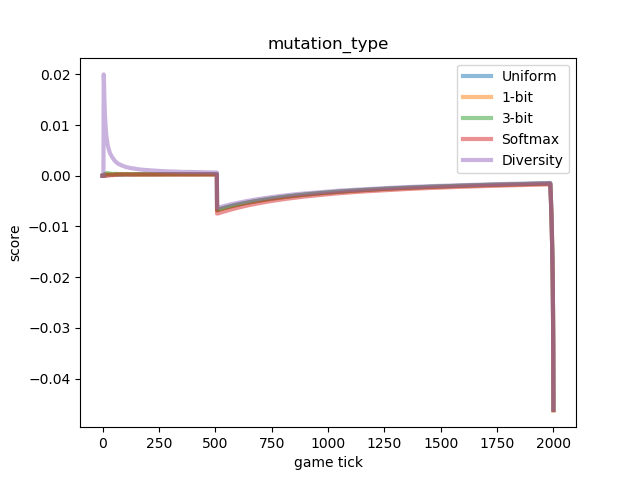 mutation_type
0.02
0.01
0.00
−0.01
−0.02
−0.03
−0.04
score
Uniform
1-bit
3-bit
Softmax
Diversity
0 250 500 750 1000 1250 1500 1750 2000
game tick